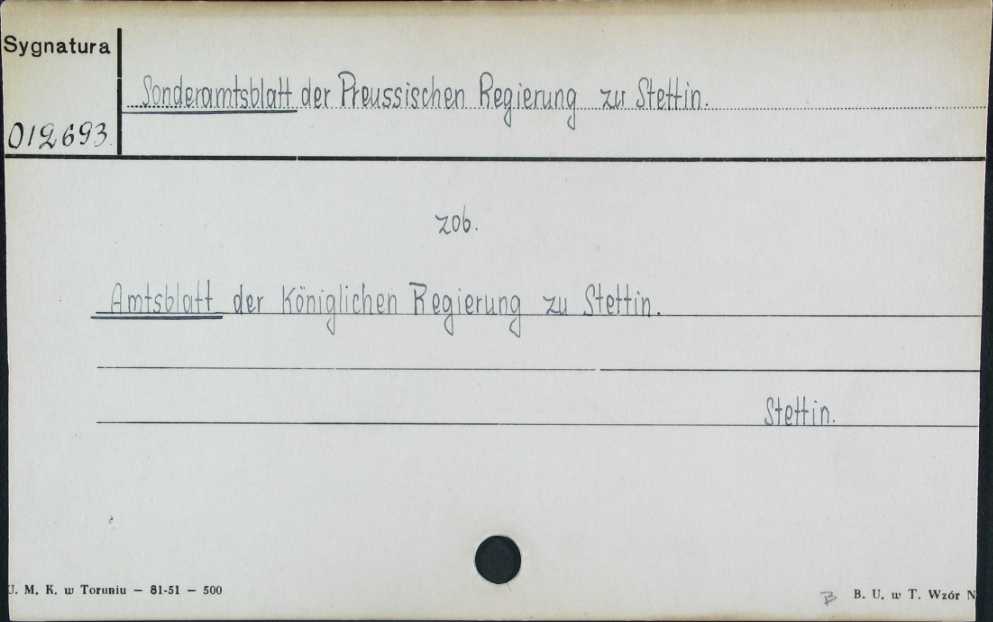 Sygnatura
Sonderamtsblatt der Preussischen Regierung zu Stettin.
012693
zob.
Amtsblatt der Königlichen Regierung zu Stettin.
Stettin.
U. M. K. w Toruniu — 81-51 — 500
B
B. U. w T. Wzór N